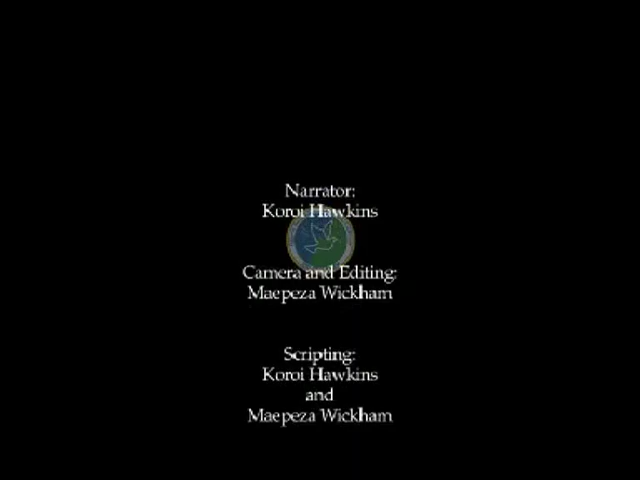 Narrator:
Koroi Hawkins
Camera and Editing:
Maepeza Wickham
Scripting:
Koroi Hawkins
and
Maepeza Wickham